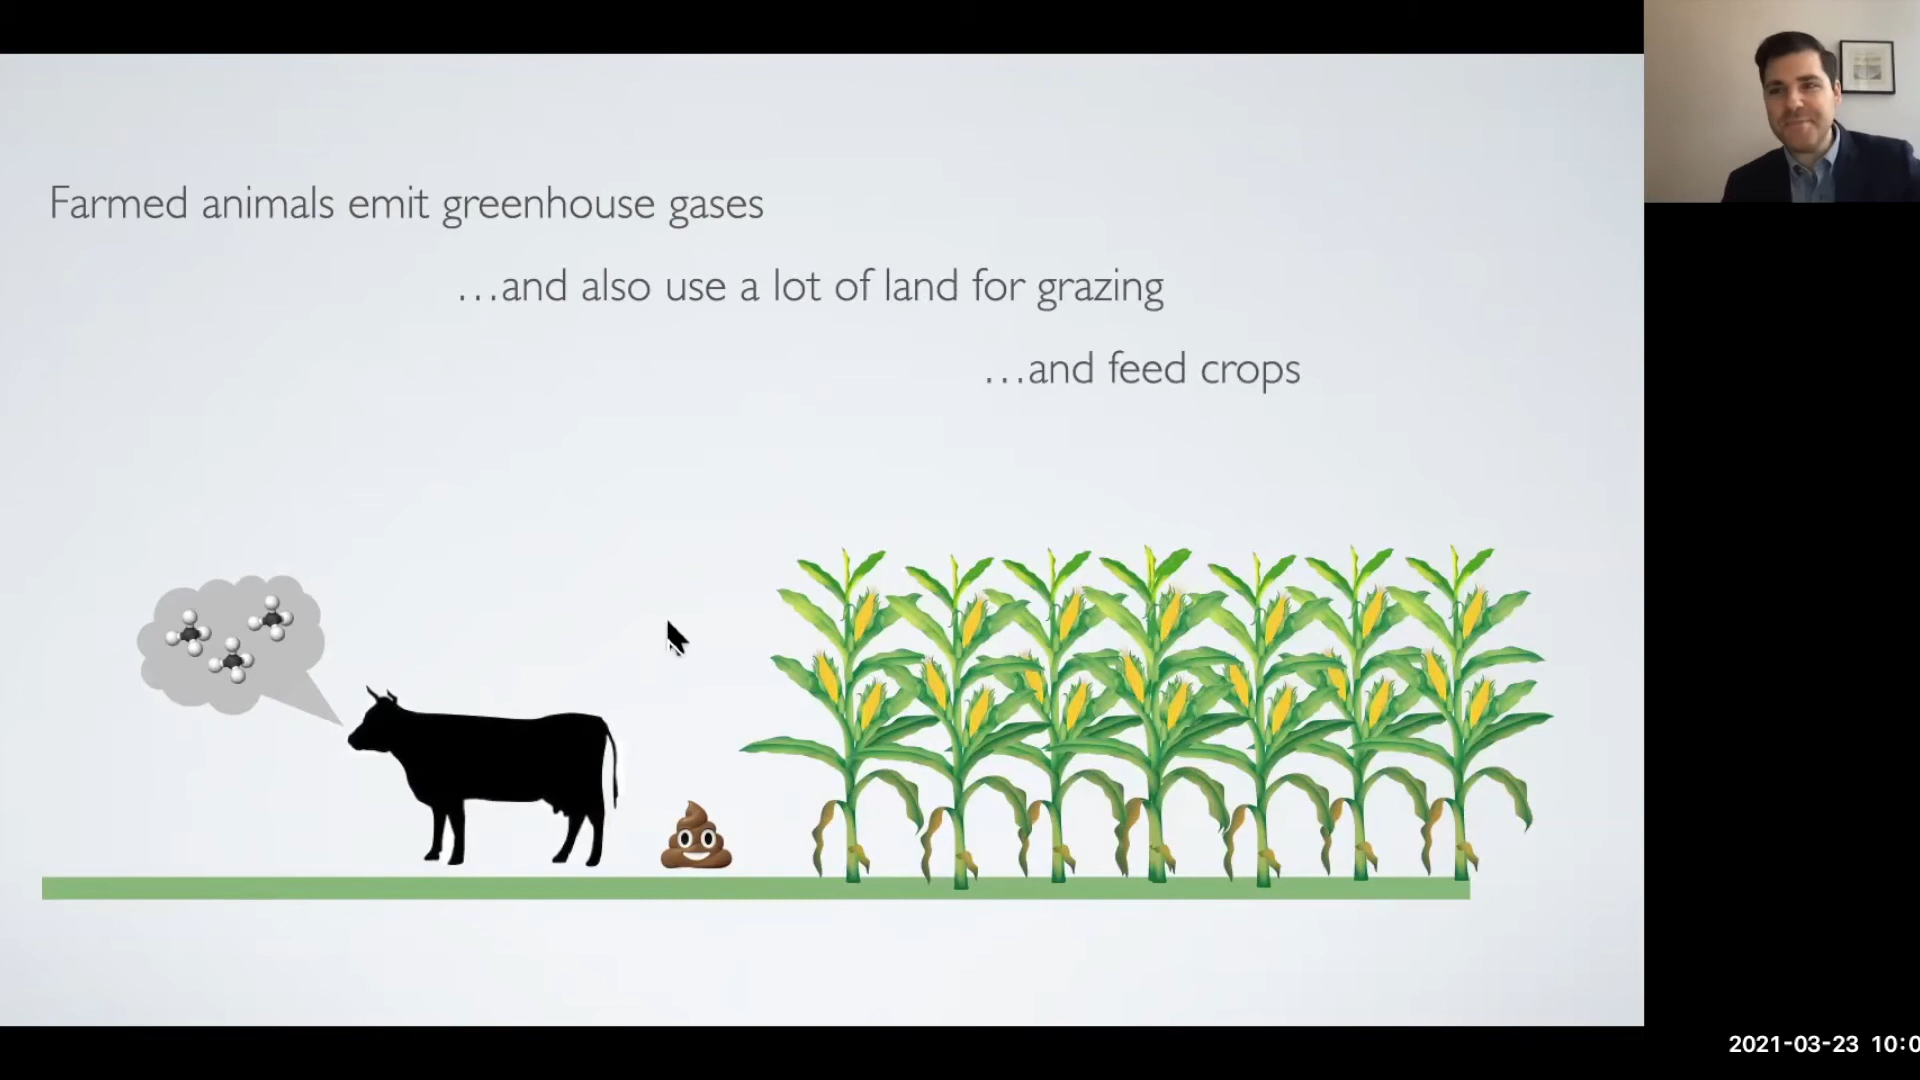 Farmed animals emit greenhouse gases
...and also use a lot of land for grazing
...and feed crops
2021-03-23 10:0